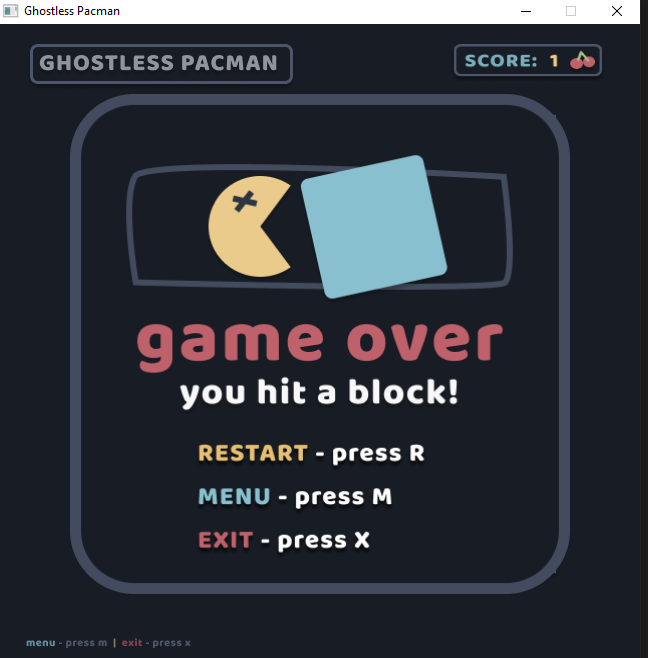 Ghostless Pacman
GHOSTLESS PACMAN
SCORE: 1
game over
you hit a block!
RESTART - press R
MENU - press M
EXIT - press X
menu - press m | exit - press x